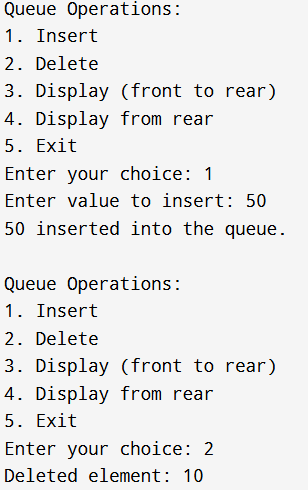 Queue Operations:
1. Insert
2. Delete
3. Display (front to rear)
4. Display from rear
5. Exit
Enter your choice: 1
Enter value to insert: 50
50 inserted into the queue.

Queue Operations:
1. Insert
2. Delete
3. Display (front to rear)
4. Display from rear
5. Exit
Enter your choice: 2
Deleted element: 10